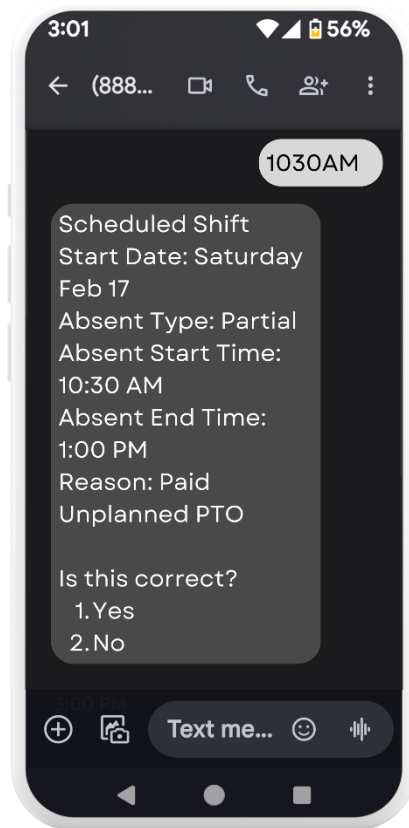 3:01 56%
(888...
1030AM
Scheduled Shift
Start Date: Saturday
Feb 17
Absent Type: Partial
Absent Start Time:
10:30 AM
Absent End Time:
1:00 PM
Reason: Paid
Unplanned PTO
Is this correct?
1.Yes
2.No
3:00 PM
Text me...